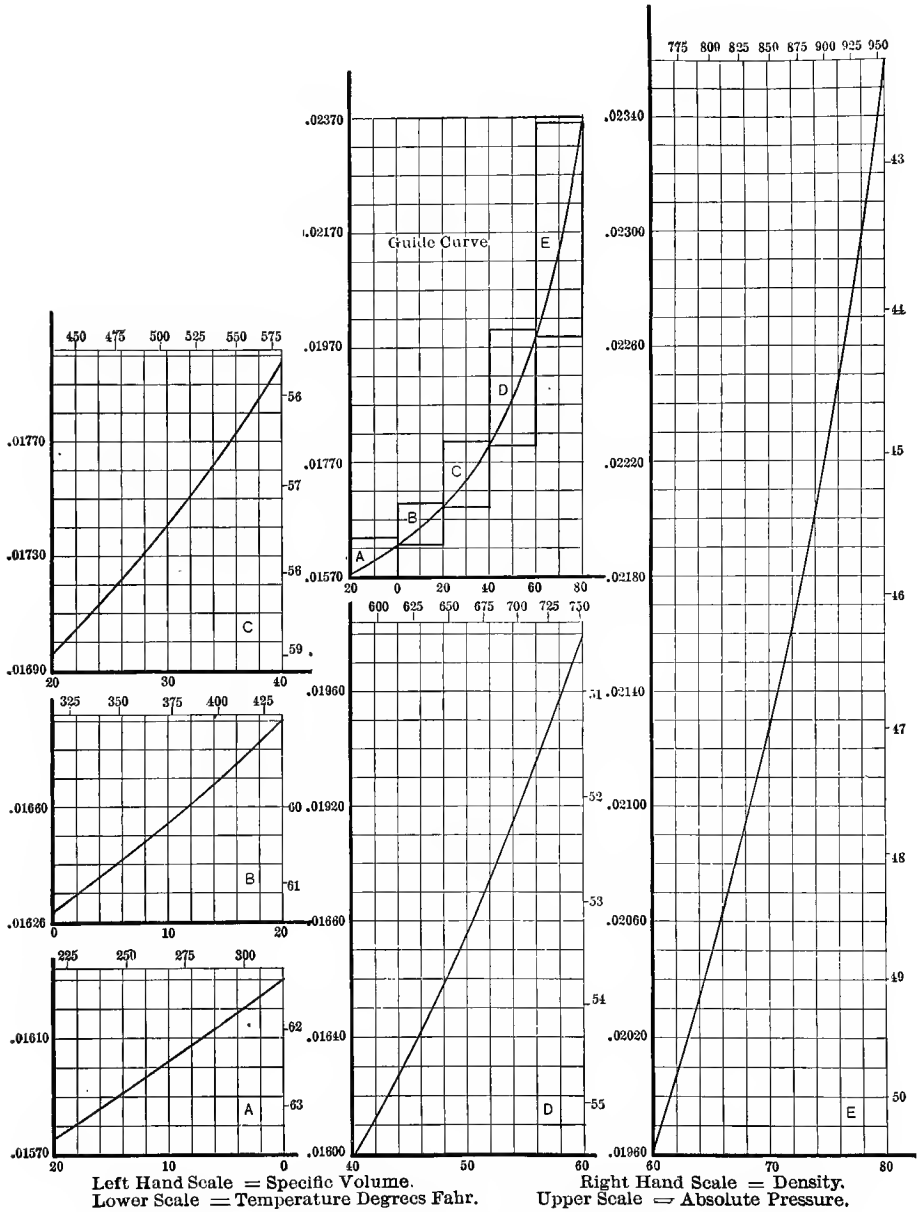 775 800 825 850 875 900 925 950
.02340
.02300
.02260
.02220
.02180
.02140
.02100
.02060
.02020
.01960
43
44
45
46
47
48
49
50
E
60 70 80
.02370
.02170
.01970
.01770
.01570
Guide Curve
A
B
C
D
E
20 0 20 40 60 80
450 475 500 525 550 575
.01770
.01730
.01690
56
57
58
59
C
20 30 40
600 625 650 675 700 725 750
.01960
.01920
.01860
.01640
.01600
51
52
53
54
55
D
40 50 60
325 350 375 400 425
.01660
.01626
60
61
B
0 10 20
225 250 275 300
.01610
.01570
62
63
A
20 10 0
Left Hand Scale = Specific Volume. Right Hand Scale = Density.
Lower Scale = Temperature Degrees Fahr. Upper Scale = Absolute Pressure.